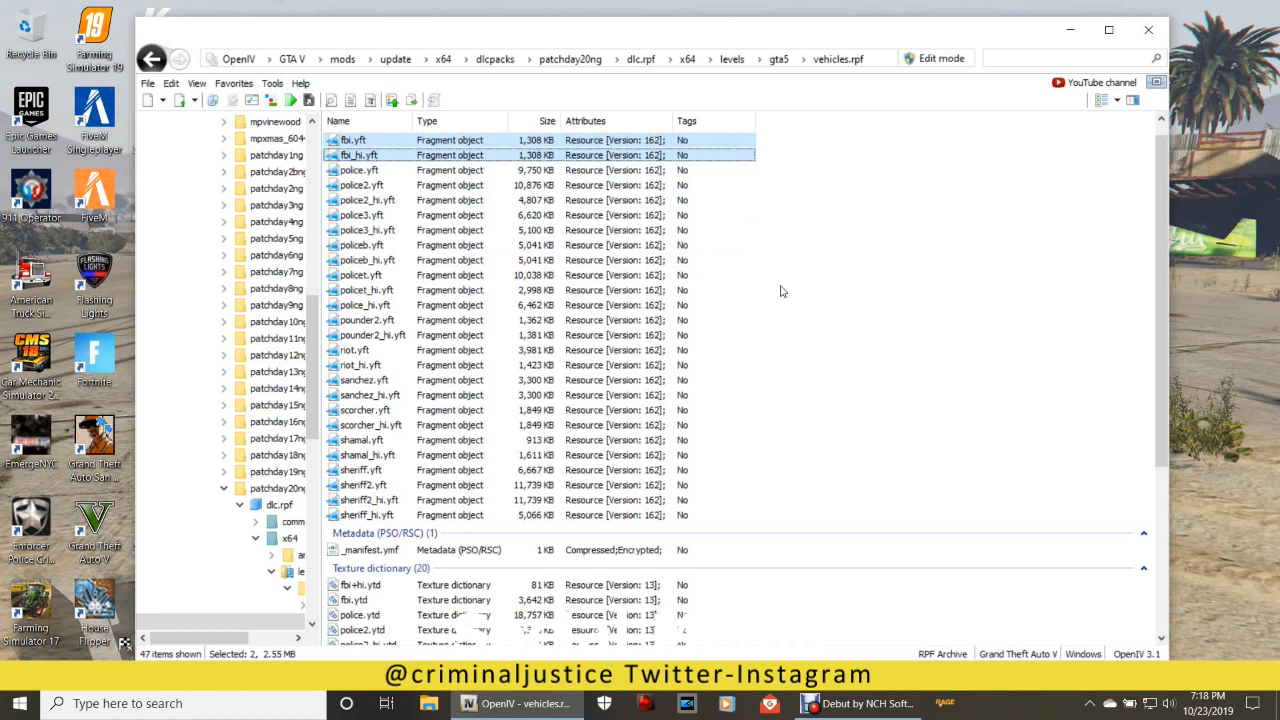 Recycle Bin
Farming
Simulator 19
Epic Games
Launcher
FiveM
Singleplayer
911 Operator
FiveM
American
Truck Si...
Flashing
Lights
Car Mechanic
Simulator 2...
Fortnite
EmergeNYC
Grand Theft
Auto San ...
Enforcer
Police Cri...
Grand Theft
Auto V
Farming
Simulator 17
House
Flipper
OpenIV > GTA V > mods > update > x64 > dlcpacks > patchday20ng > dlc.rpf > x64 > levels > gta5 > vehicles.rpf
Edit mode
File Edit View Favorites Tools Help
YouTube channel
mpvinewood
mpxmas_604
patchday1ng
patchday2bn
patchday2ng
patchday3ng
patchday4ng
patchday5ng
patchday6ng
patchday7ng
patchday8ng
patchday9ng
patchday10n
patchday11n
patchday12n
patchday13n
patchday14n
patchday15n
patchday16n
patchday17n
patchday18n
patchday19n
patchday20n
dlc.rpf
comm
x64
Name Type Size Attributes Tags
fbi.yft Fragment object 1,308 KB Resource [Version: 162]; No
fbi_hi.yft Fragment object 1,308 KB Resource [Version: 162]; No
police.yft Fragment object 9,750 KB Resource [Version: 162]; No
police2.yft Fragment object 10,876 KB Resource [Version: 162]; No
police2_hi.yft Fragment object 4,807 KB Resource [Version: 162]; No
police3.yft Fragment object 6,620 KB Resource [Version: 162]; No
police3_hi.yft Fragment object 5,100 KB Resource [Version: 162]; No
policeb.yft Fragment object 5,041 KB Resource [Version: 162]; No
policeb_hi.yft Fragment object 5,041 KB Resource [Version: 162]; No
policet.yft Fragment object 10,038 KB Resource [Version: 162]; No
policet_hi.yft Fragment object 2,998 KB Resource [Version: 162]; No
police_hi.yft Fragment object 6,462 KB Resource [Version: 162]; No
pounder2.yft Fragment object 1,362 KB Resource [Version: 162]; No
pounder2_hi.yft Fragment object 1,381 KB Resource [Version: 162]; No
riot.yft Fragment object 3,981 KB Resource [Version: 162]; No
riot_hi.yft Fragment object 1,423 KB Resource [Version: 162]; No
sanchez.yft Fragment object 3,300 KB Resource [Version: 162]; No
sanchez_hi.yft Fragment object 3,300 KB Resource [Version: 162]; No
scorcher.yft Fragment object 1,849 KB Resource [Version: 162]; No
scorcher_hi.yft Fragment object 1,849 KB Resource [Version: 162]; No
shamal.yft Fragment object 913 KB Resource [Version: 162]; No
shamal_hi.yft Fragment object 1,611 KB Resource [Version: 162]; No
sheriff.yft Fragment object 6,667 KB Resource [Version: 162]; No
sheriff2.yft Fragment object 11,739 KB Resource [Version: 162]; No
sheriff2_hi.yft Fragment object 11,739 KB Resource [Version: 162]; No
sheriff_hi.yft Fragment object 5,066 KB Resource [Version: 162]; No
Metadata (PSO/RSC) (1)
_manifest.ymf Metadata (PSO/RSC) 1 KB Compressed;Encrypted; No
Texture dictionary (20)
fbi+hi.ytd Texture dictionary 81 KB Resource [Version: 13]; No
fbi.ytd Texture dictionary 3,642 KB Resource [Version: 13]; No
police.ytd Texture 18,757 KB Resource
police2.ytd Texture Resource
47 items shown Selected: 2, 2.55 MB
RPF Archive Grand Theft Auto V Windows OpenIV 3.1
@criminaljustice Twitter-Instagram
Type here to search
OpenIV - vehicles.r...
Debut by NCH Soft...
RAGE
7:18 PM
10/23/2019